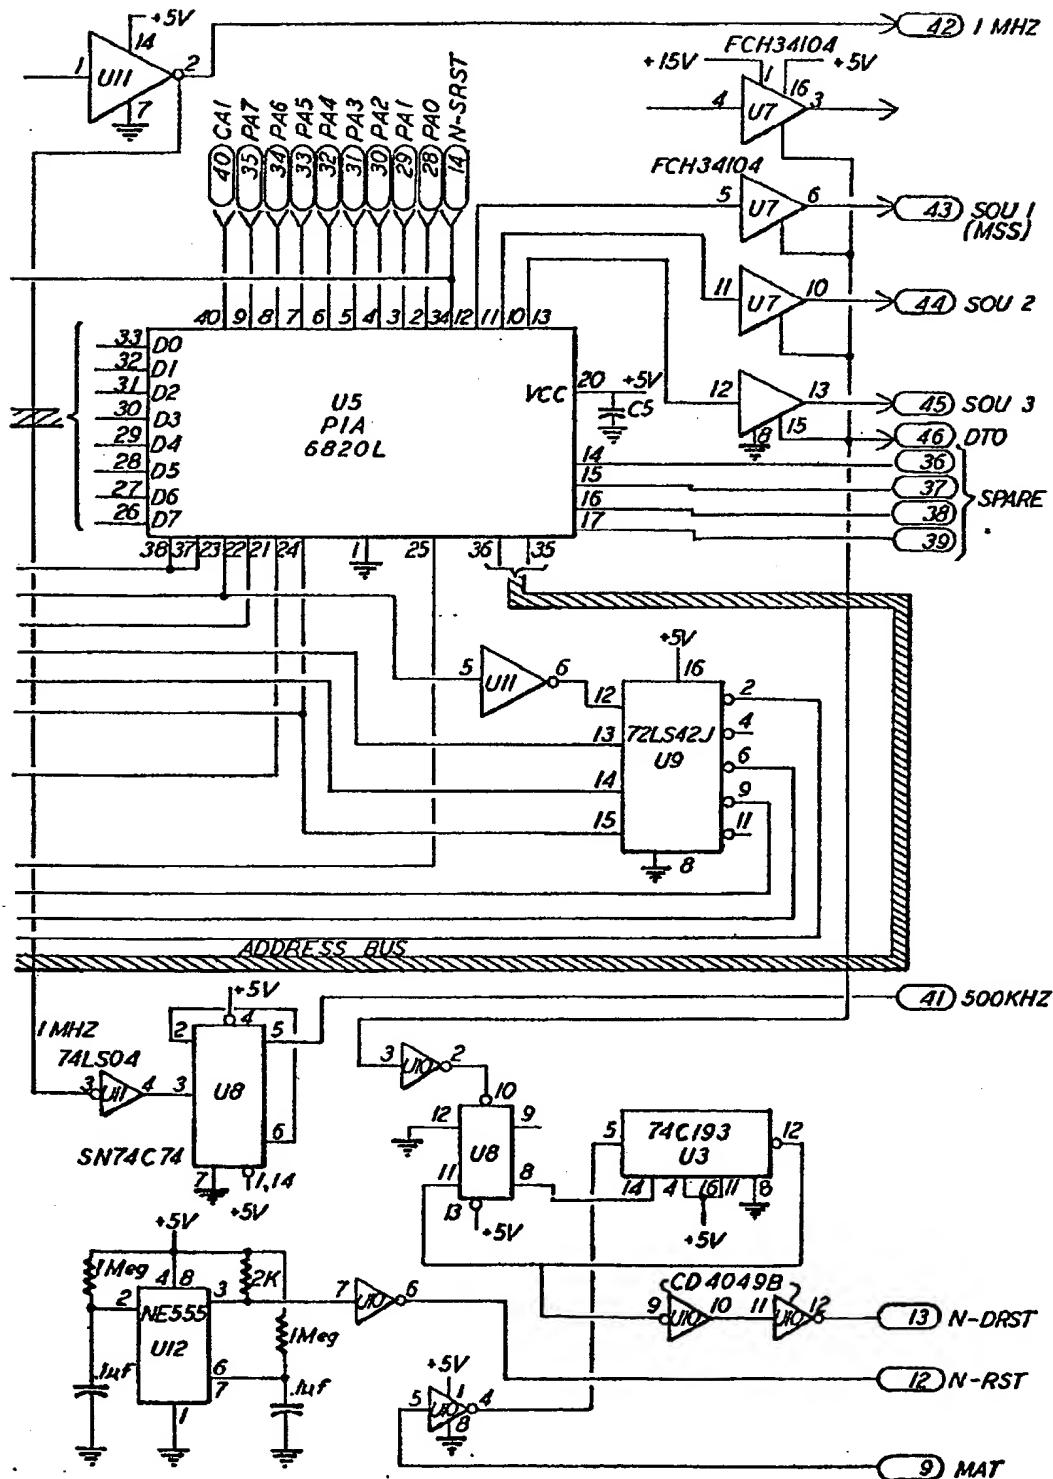 +5V
14
1
U11
2
7
42 1 MHZ
FCH34104
+15V
+5V
1
16
4
U7
3
CA1 PA7 PA6 PA5 PA4 PA3 PA2 PA1 PA0 N-SRST
40 35 34 33 32 31 30 29 28 14
FCH34104
5
U7
6
43 SOU 1
(MSS)
11
U7
10
44 SOU 2
12
13
15
8
45 SOU 3
46 DTO
40 9 8 7 6 5 4 3 2 34 12 11 10 13
33 D0
32 D1
31 D2
30 D3
29 D4
28 D5
27 D6
26 D7
U5
PIA
6820L
VCC
20
+5V
C5
14
15
16
17
36
37
38
39
SPARE
38 37 23 22 21 24 1 25 36 35
5
U11
6
+5V
16
12
13
14
15
72LS42J
U9
2
4
6
9
11
8
ADDRESS BUS
41 500KHZ
+5V
4
2
5
1 MHZ
74LS04
3
U11
4
3
U8
6
SN74C74
7
1,14
+5V
3
U10
2
10
12
9
U8
11
8
13
+5V
5
74C193
U3
12
14 4 16 11 8
+5V
+5V
1Meg
4 8
3
2K
2
NE555
U12
1Meg
.1uf
6
7
.1uf
1
7
U10
6
CD4049B
9
U10
10
11
U10
12
13 N-DRST
12 N-RST
+5V
1
5
U10
4
8
9 MAT